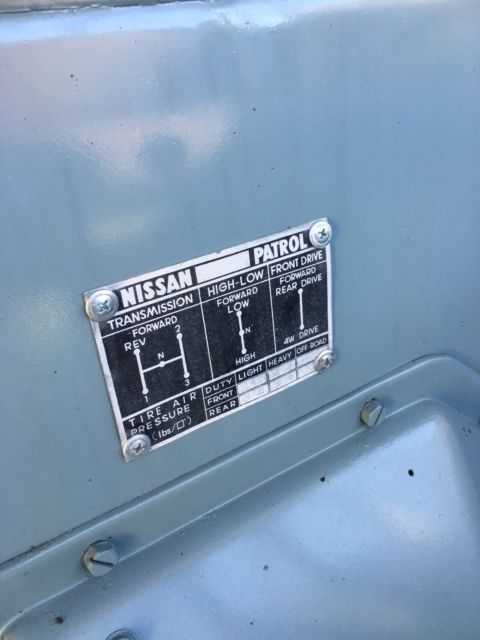 NISSAN PATROL
TRANSMISSION HIGH-LOW FRONT DRIVE
FORWARD FORWARD FORWARD
REV 2 LOW REAR DRIVE
N N
1 3 HIGH 4W DRIVE
TIRE AIR PRESSURE (lbs/□)
DUTY LIGHT HEAVY OFF ROAD
FRONT
REAR